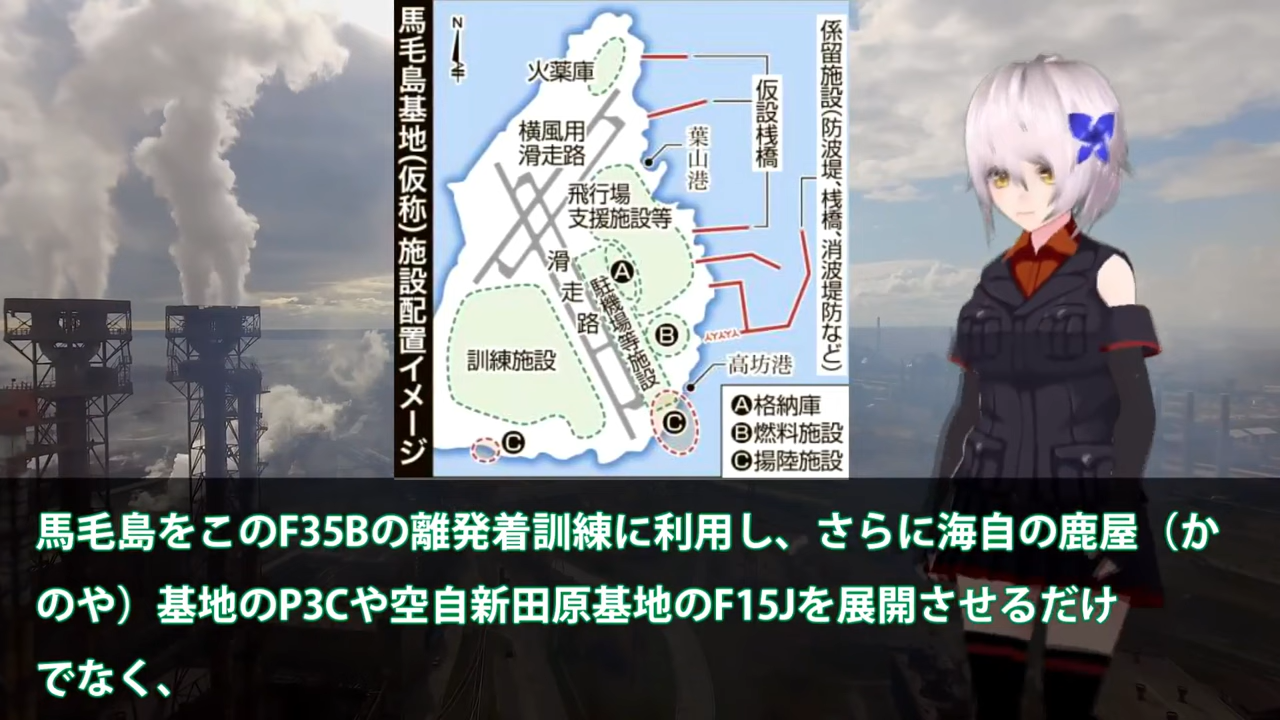 馬毛島基地(仮称)施設配置イメージ
N
火薬庫
横風用
滑走路
葉山港
仮設桟橋
係留施設(防波堤、桟橋、消波堤防など)
飛行場
支援施設等
滑走路
A
駐機場等施設
B
訓練施設
高坊港
C
C
A格納庫
B燃料施設
C揚陸施設
馬毛島をこのF35Bの離発着訓練に利用し、さらに海自の鹿屋（か
のや）基地のP3Cや空自新田原基地のF15Jを展開させるだけ
でなく、